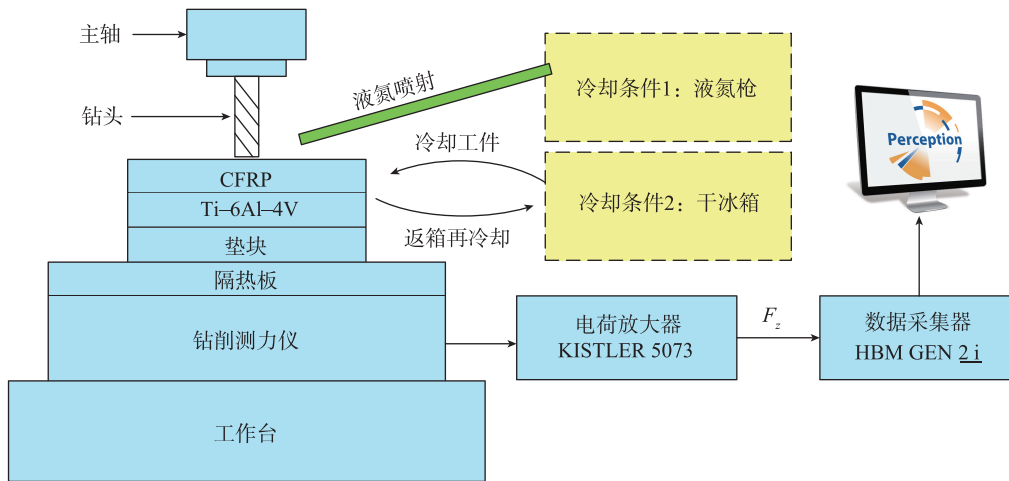 主轴
钻头
液氮喷射
冷却条件1：液氮枪
冷却工件
冷却条件2：干冰箱
返箱再冷却
CFRP
Ti–6Al–4V
垫块
隔热板
钻削测力仪
工作台
电荷放大器
KISTLER 5073
Fz
数据采集器
HBM GEN 2 i
Perception